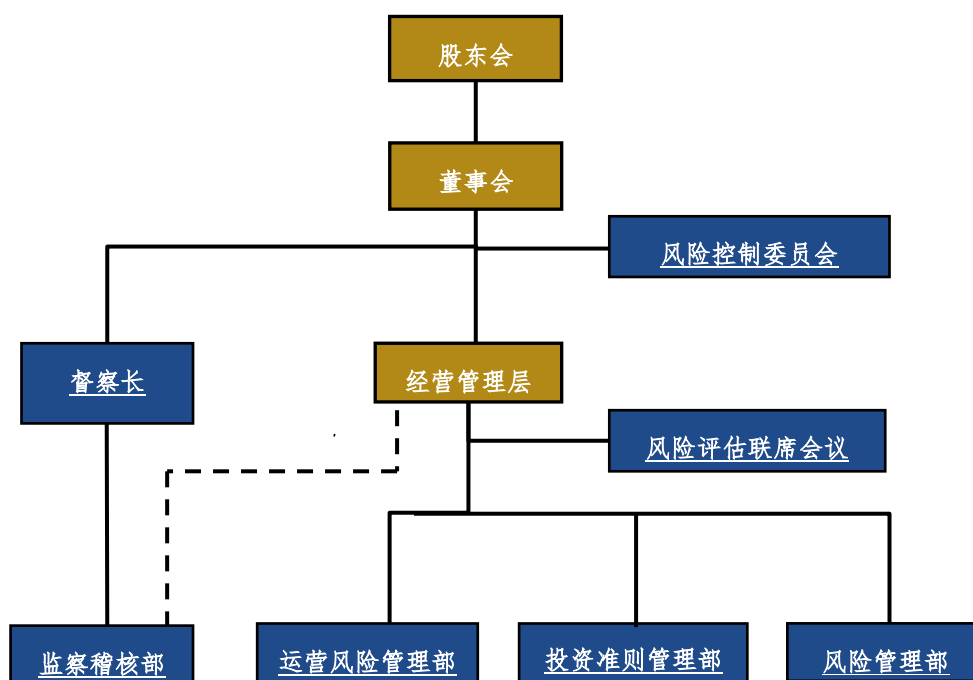 股东会
董事会
风险控制委员会
督察长
经营管理层
风险评估联席会议
监察稽核部
运营风险管理部
投资准则管理部
风险管理部